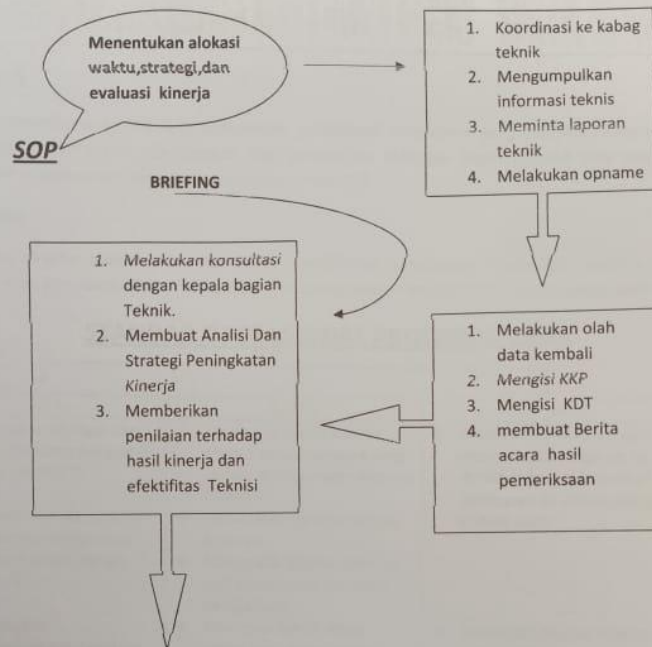 Menentukan alokasi
waktu,strategi,dan
evaluasi kinerja
SOP
1. Koordinasi ke kabag
teknik
2. Mengumpulkan
informasi teknis
3. Meminta laporan
teknik
4. Melakukan opname
BRIEFING
1. Melakukan olah
data kembali
2. Mengisi KKP
3. Mengisi KDT
4. membuat Berita
acara hasil
pemeriksaan
1. Melakukan konsultasi
dengan kepala bagian
Teknik.
2. Membuat Analisi Dan
Strategi Peningkatan
Kinerja
3. Memberikan
penilaian terhadap
hasil kinerja dan
efektifitas Teknisi